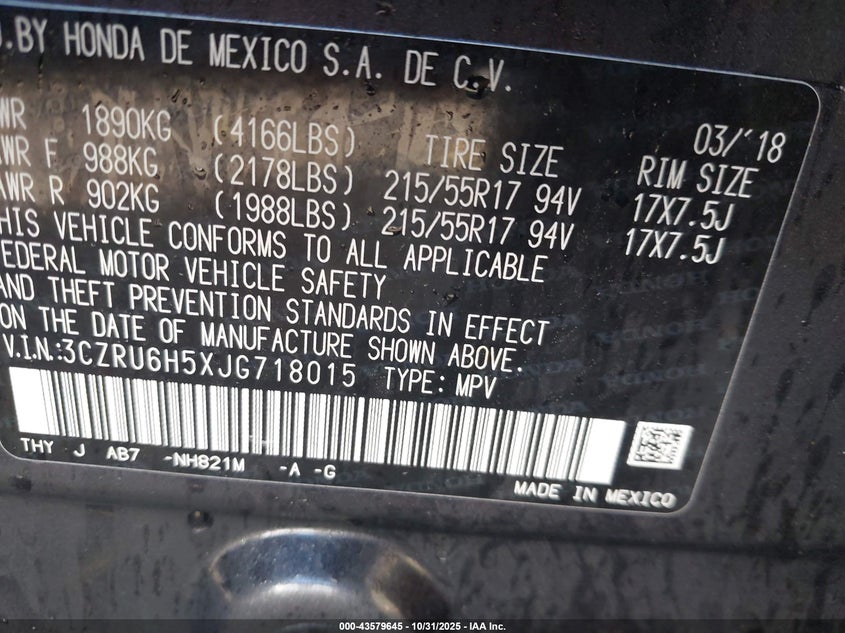 .BY HONDA DE MEXICO S.A. DE C.V.
03/'18
WR 1890KG (4166LBS) TIRE SIZE RIM SIZE
AWR F 988KG (2178LBS) 215/55R17 94V 17X7.5J
AWR R 902KG (1988LBS) 215/55R17 94V 17X7.5J
HIS VEHICLE CONFORMS TO ALL APPLICABLE
EDERAL MOTOR VEHICLE SAFETY
AND THEFT PREVENTION STANDARDS IN EFFECT
ON THE DATE OF MANUFACTURE SHOWN ABOVE.
V.I.N.:3CZRU6H5XJG718015 TYPE: MPV
THY J AB7 -NH821M -A -G
MADE IN MEXICO
000-43579645 - 10/31/2025 - IAA Inc.